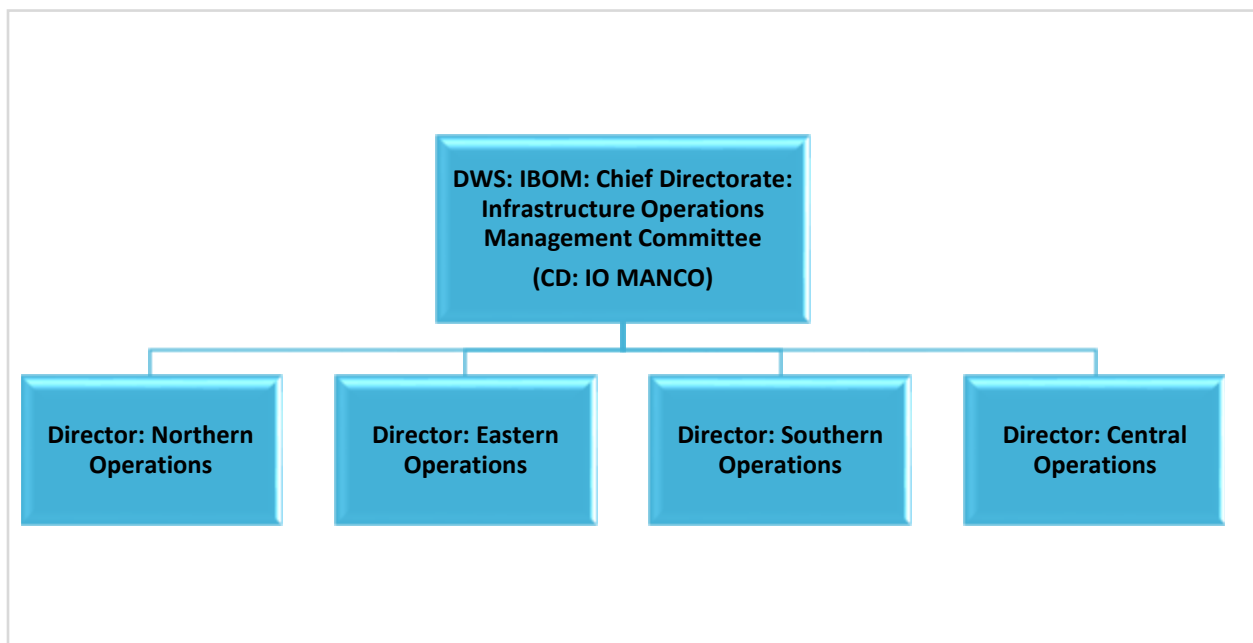 DWS: IBOM: Chief Directorate:
Infrastructure Operations
Management Committee
(CD: IO MANCO)
Director: Northern
Operations
Director: Eastern
Operations
Director: Southern
Operations
Director: Central
Operations